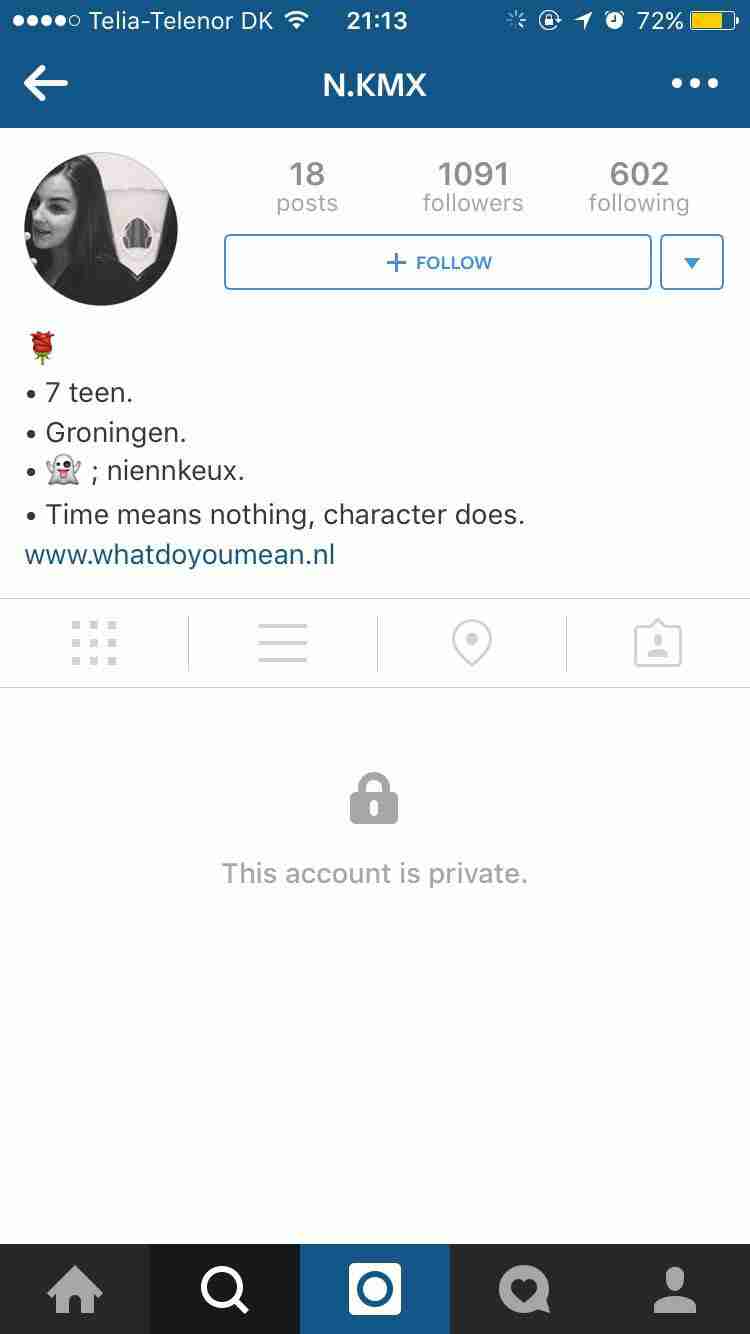 Telia-Telenor DK 21:13 72%
N.KMX
18 1091 602
posts followers following
+ FOLLOW
🌹
• 7 teen.
• Groningen.
• 👻 ; niennkeux.
• Time means nothing, character does.
www.whatdoyoumean.nl
This account is private.